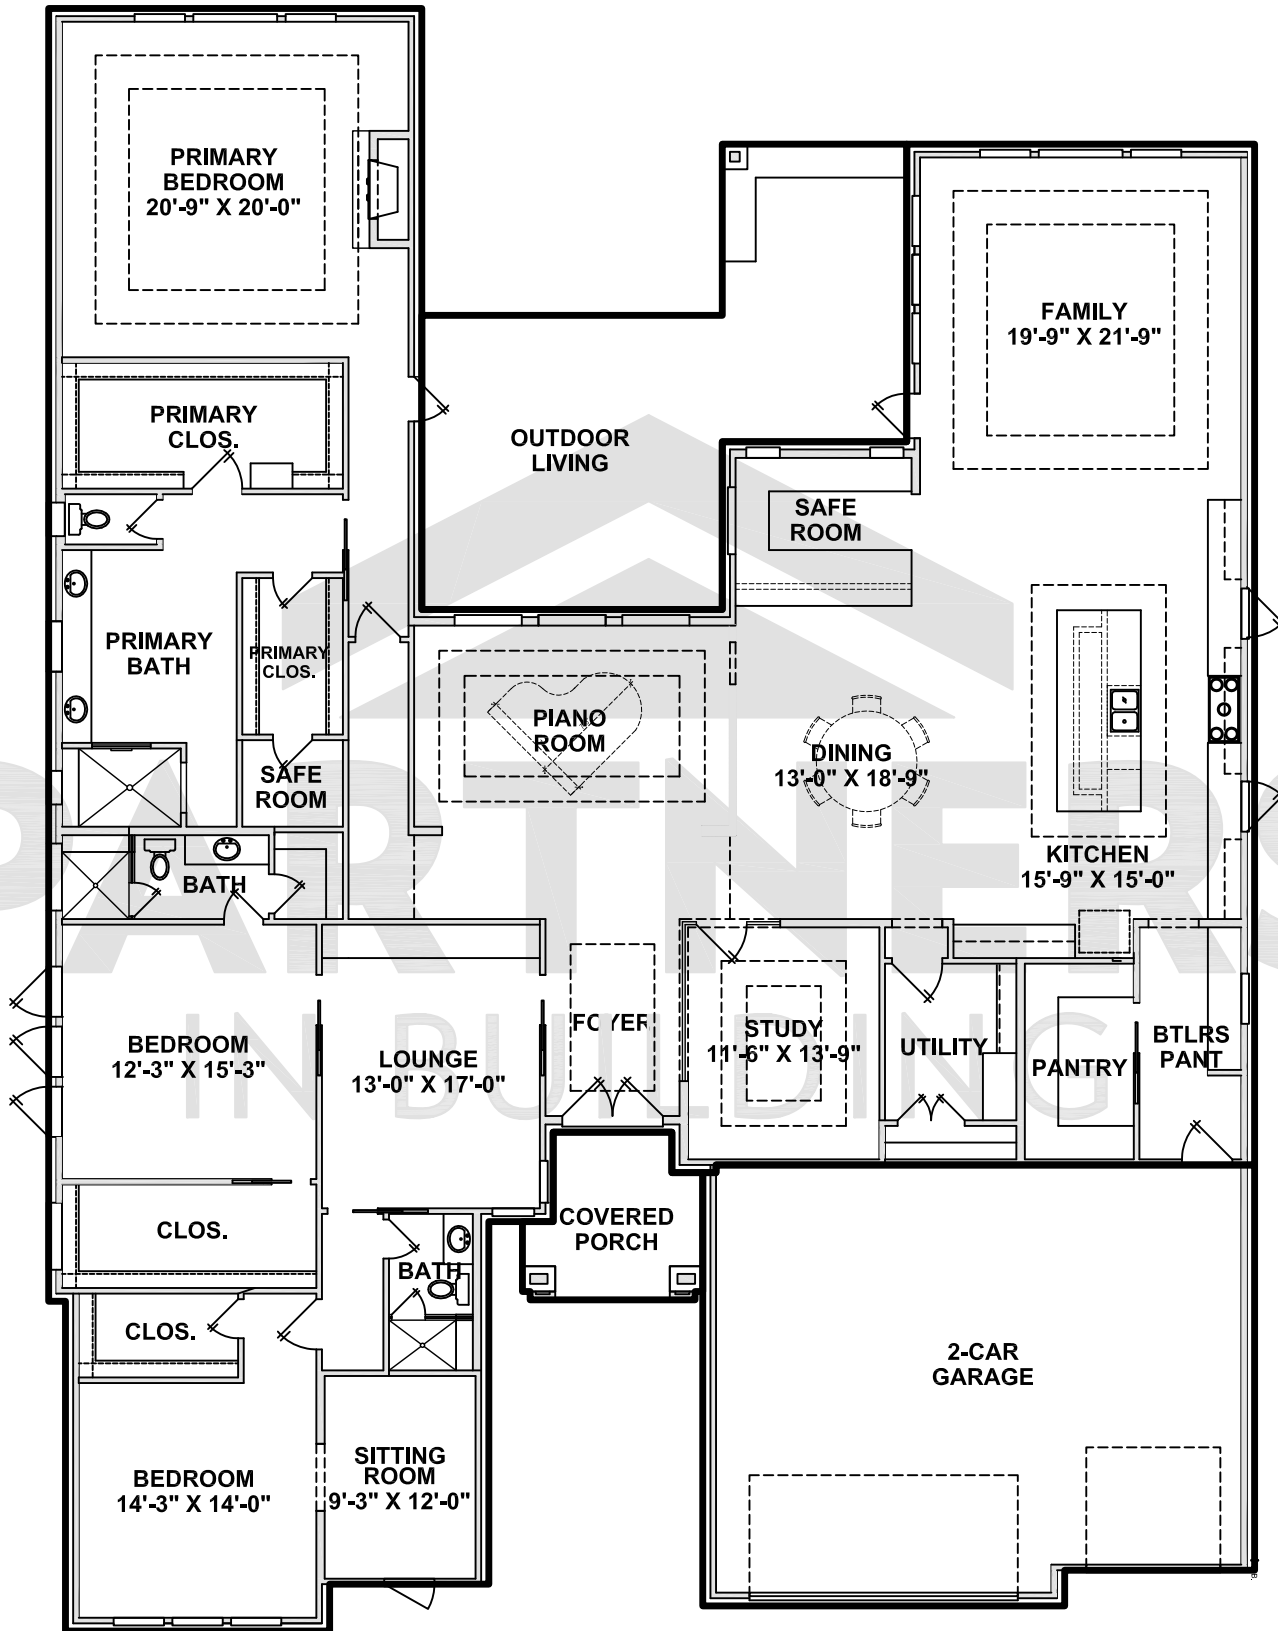 PRIMARY
BEDROOM
20'-9" X 20'-0"
FAMILY
19'-9" X 21'-9"
PRIMARY
CLOS.
OUTDOOR
LIVING
SAFE
ROOM
PRIMARY
BATH
PRIMARY
CLOS.
PIANO
ROOM
DINING
13'-0" X 18'-9"
SAFE
ROOM
KITCHEN
15'-9" X 15'-0"
BATH
PARTNERS
IN BUILDING
BEDROOM
12'-3" X 15'-3"
LOUNGE
13'-0" X 17'-0"
FOYER
STUDY
11'-6" X 13'-9"
UTILITY
PANTRY
BTLRS
PANT
CLOS.
COVERED
PORCH
BATH
CLOS.
2-CAR
GARAGE
BEDROOM
14'-3" X 14'-0"
SITTING
ROOM
9'-3" X 12'-0"